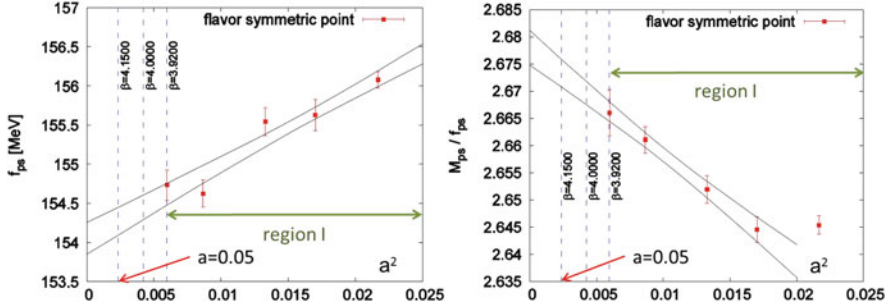 157
156.5
156
155.5
155
154.5
154
153.5
f_ps [MeV]
flavor symmetric point
β=4.1500
β=4.0000
β=3.9200
region I
a=0.05
a²
0 0.005 0.01 0.015 0.02 0.025
2.685
2.68
2.675
2.67
2.665
2.66
2.655
2.65
2.645
2.64
2.635
M_ps / f_ps
flavor symmetric point
β=4.1500
β=4.0000
β=3.9200
region I
a=0.05
a²
0 0.005 0.01 0.015 0.02 0.025